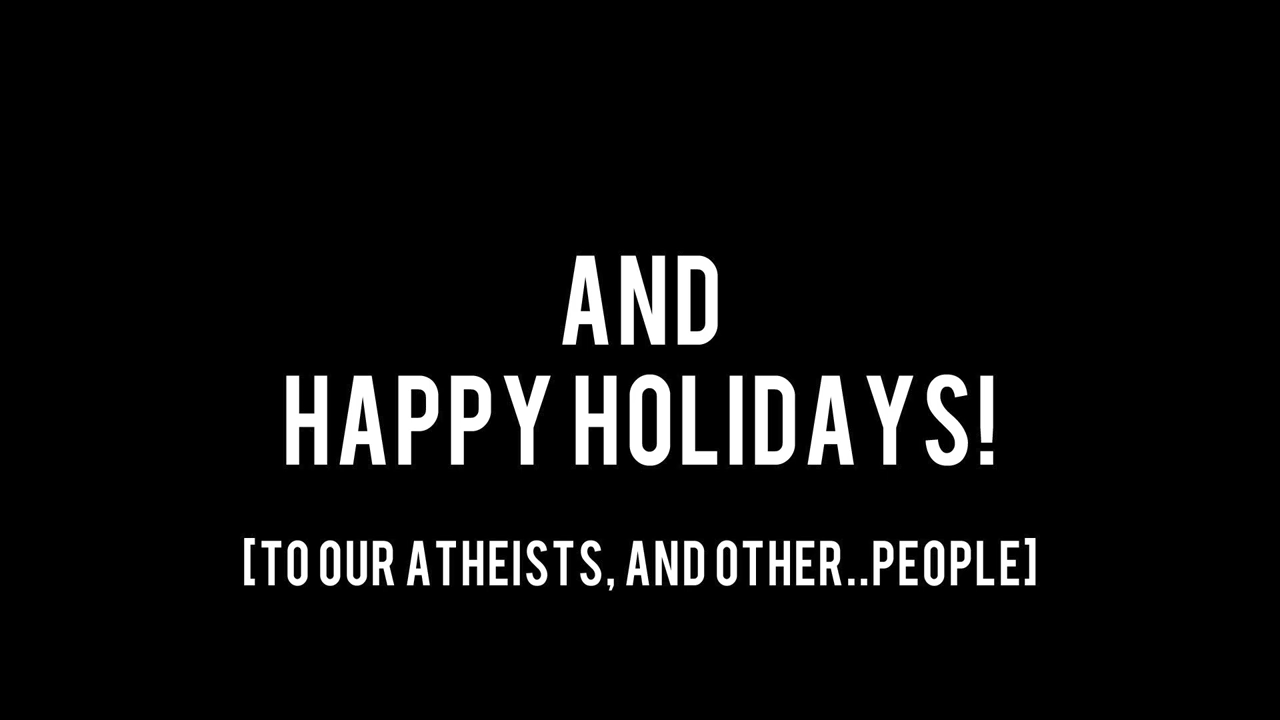 AND
HAPPY HOLIDAYS!
[TO OUR ATHEISTS, AND OTHER..PEOPLE]